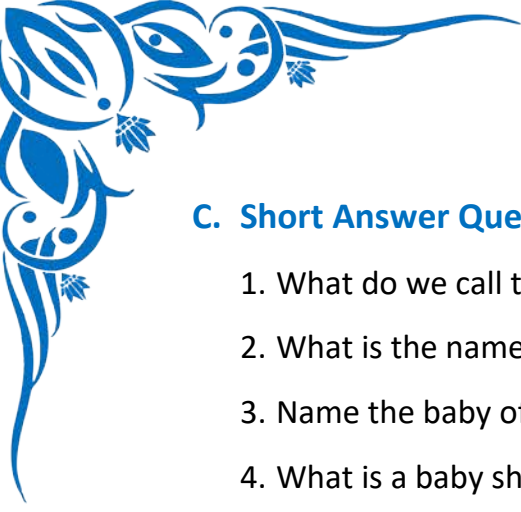 C. Short Answer Que
1. What do we call t
2. What is the name
3. Name the baby of
4. What is a baby sh